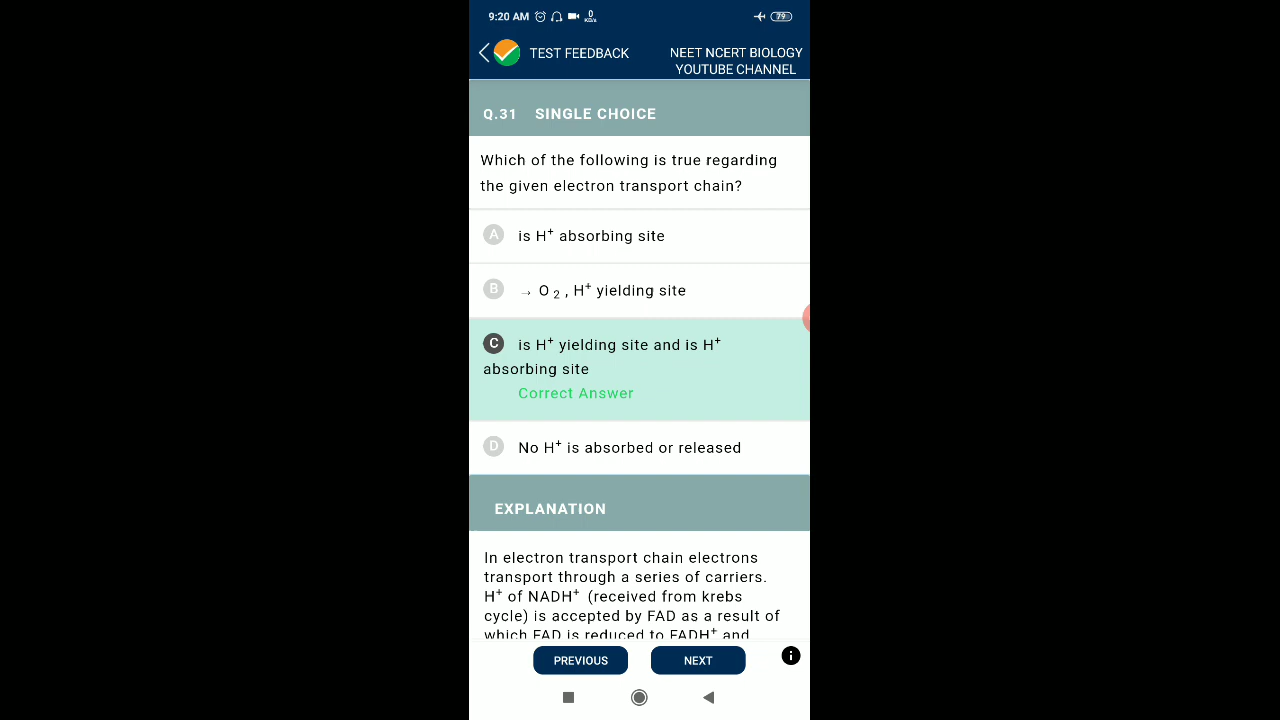 9:20 AM 0 KB/s 79
TEST FEEDBACK
NEET NCERT BIOLOGY
YOUTUBE CHANNEL
Q.31 SINGLE CHOICE
Which of the following is true regarding
the given electron transport chain?
A is H⁺ absorbing site
B → O ₂ , H⁺ yielding site
C is H⁺ yielding site and is H⁺
absorbing site
Correct Answer
D No H⁺ is absorbed or released
EXPLANATION
In electron transport chain electrons
transport through a series of carriers.
H⁺ of NADH⁺ (received from krebs
cycle) is accepted by FAD as a result of
which FAD is reduced to FADH⁺ and
PREVIOUS NEXT